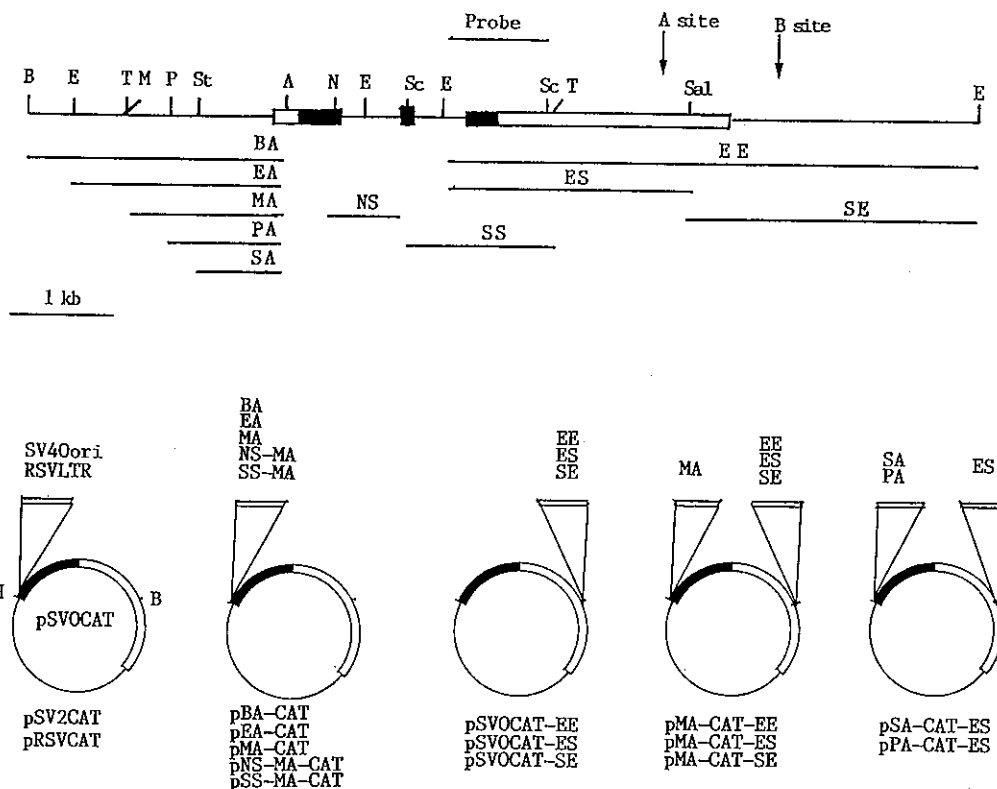 Probe
A site
B site
B E T M P St A N E Sc E Sc T Sal E
BA
EE
EA
ES
MA
NS
SE
PA
SS
SA
1 kb
SV40ori
RSVLTR
BA
EA
MA
NS-MA
SS-MA
EE
ES
SE
MA
EE
ES
SE
SA
PA
ES
B
pSVOCAT
pSV2CAT
pRSVCAT
pBA-CAT
pEA-CAT
pMA-CAT
pNS-MA-CAT
pSS-MA-CAT
pSVOCAT-EE
pSVOCAT-ES
pSVOCAT-SE
pMA-CAT-EE
pMA-CAT-ES
pMA-CAT-SE
pSA-CAT-ES
pPA-CAT-ES